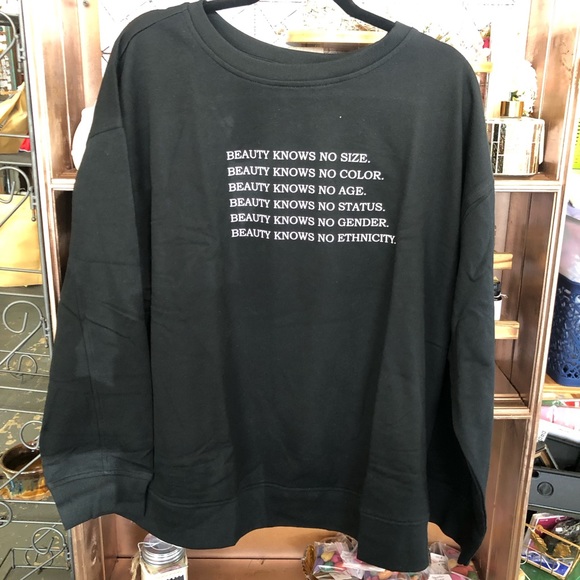 BEAUTY KNOWS NO SIZE.
BEAUTY KNOWS NO COLOR.
BEAUTY KNOWS NO AGE.
BEAUTY KNOWS NO STATUS.
BEAUTY KNOWS NO GENDER.
BEAUTY KNOWS NO ETHNICITY.